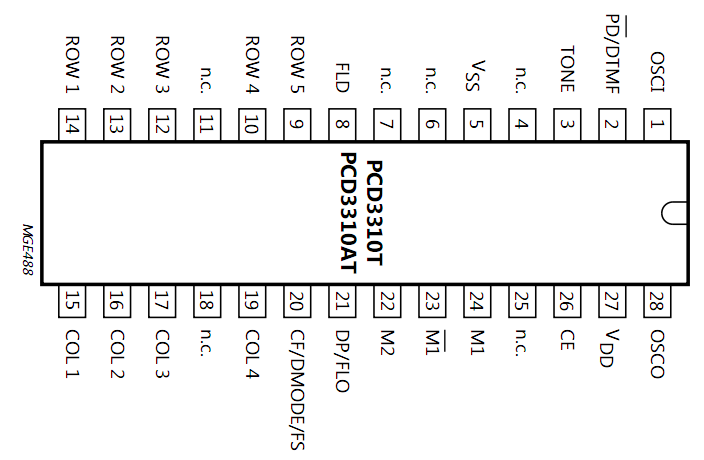 OSCI 1 28 OSCO
P̅D̅/DTMF 2 27 VDD
TONE 3 26 CE
n.c. 4 25 n.c.
VSS 5 24 M1
n.c. 6 23 M̅1̅
n.c. 7 22 M2
PCD3310T
PCD3310AT
FLD 8 21 DP/FLO
ROW 5 9 20 CF/DMODE/FS
ROW 4 10 19 COL 4
n.c. 11 18 n.c.
ROW 3 12 17 COL 3
ROW 2 13 16 COL 2
ROW 1 14 15 COL 1
MGE488